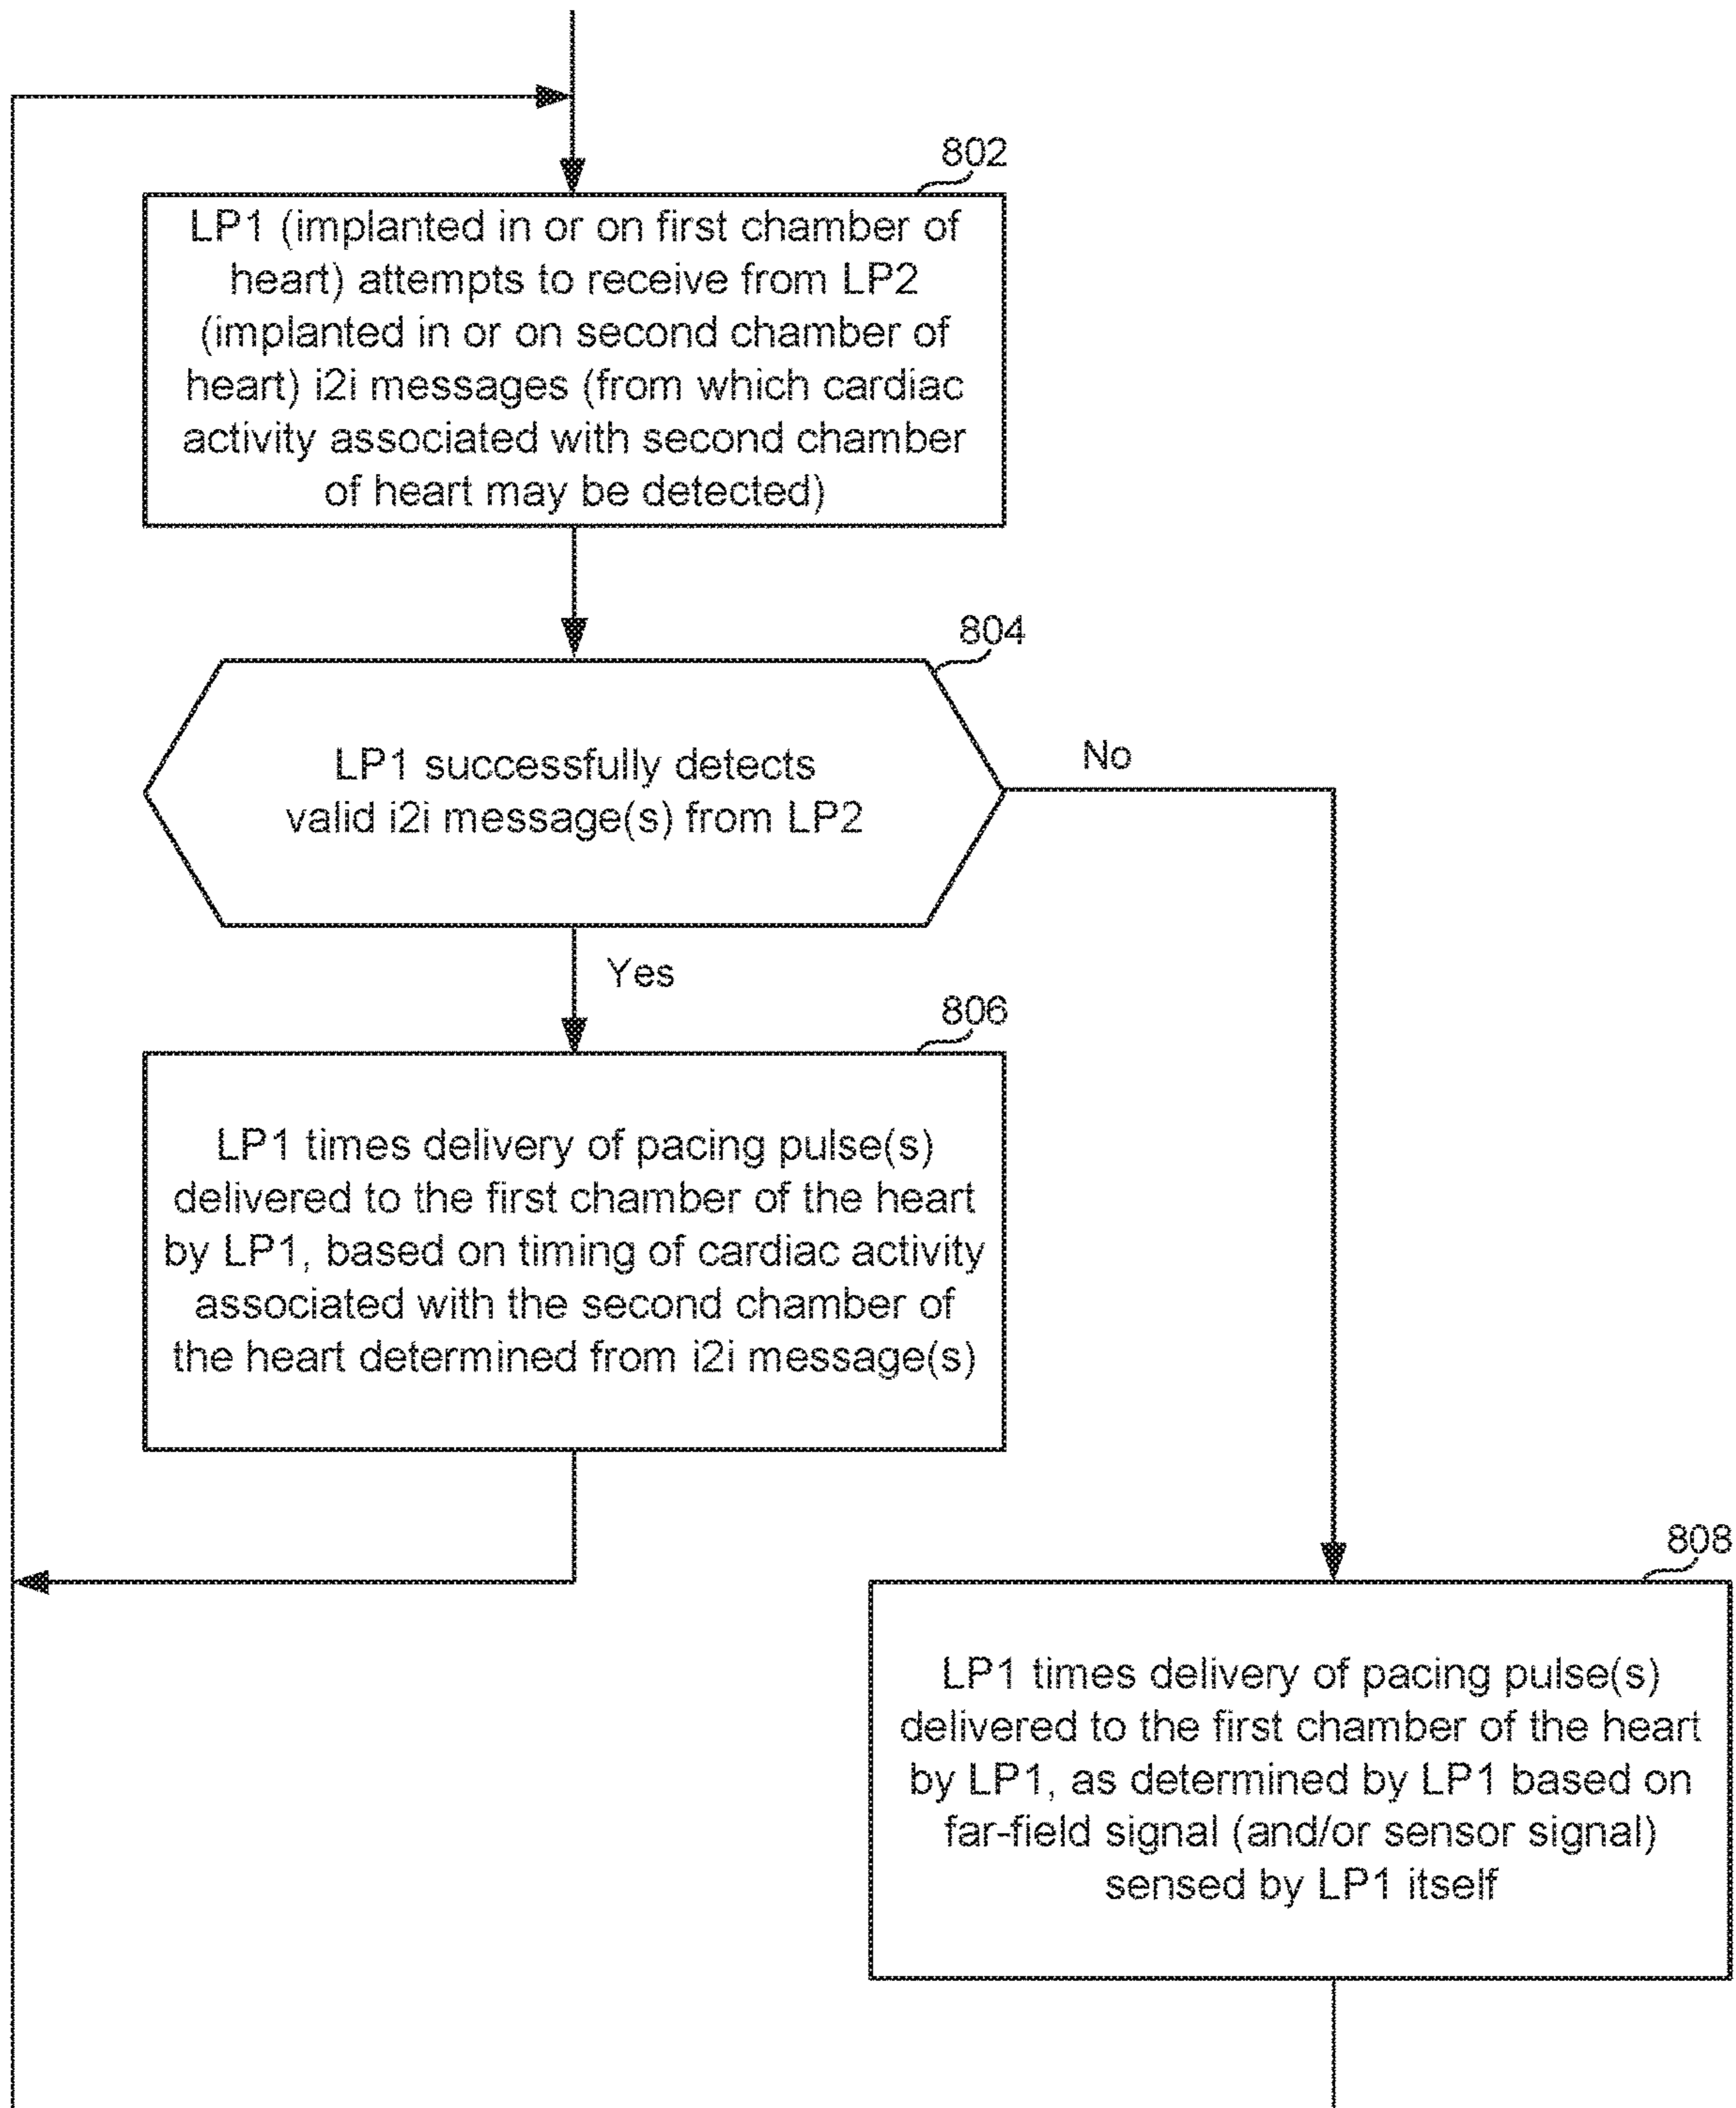 802
LP1 (implanted in or on first chamber of
heart) attempts to receive from LP2
(implanted in or on second chamber of
heart) i2i messages (from which cardiac
activity associated with second chamber
of heart may be detected)
804
LP1 successfully detects
valid i2i message(s) from LP2
No
Yes
806
LP1 times delivery of pacing pulse(s)
delivered to the first chamber of the heart
by LP1, based on timing of cardiac activity
associated with the second chamber of
the heart determined from i2i message(s)
808
LP1 times delivery of pacing pulse(s)
delivered to the first chamber of the heart
by LP1, as determined by LP1 based on
far-field signal (and/or sensor signal)
sensed by LP1 itself